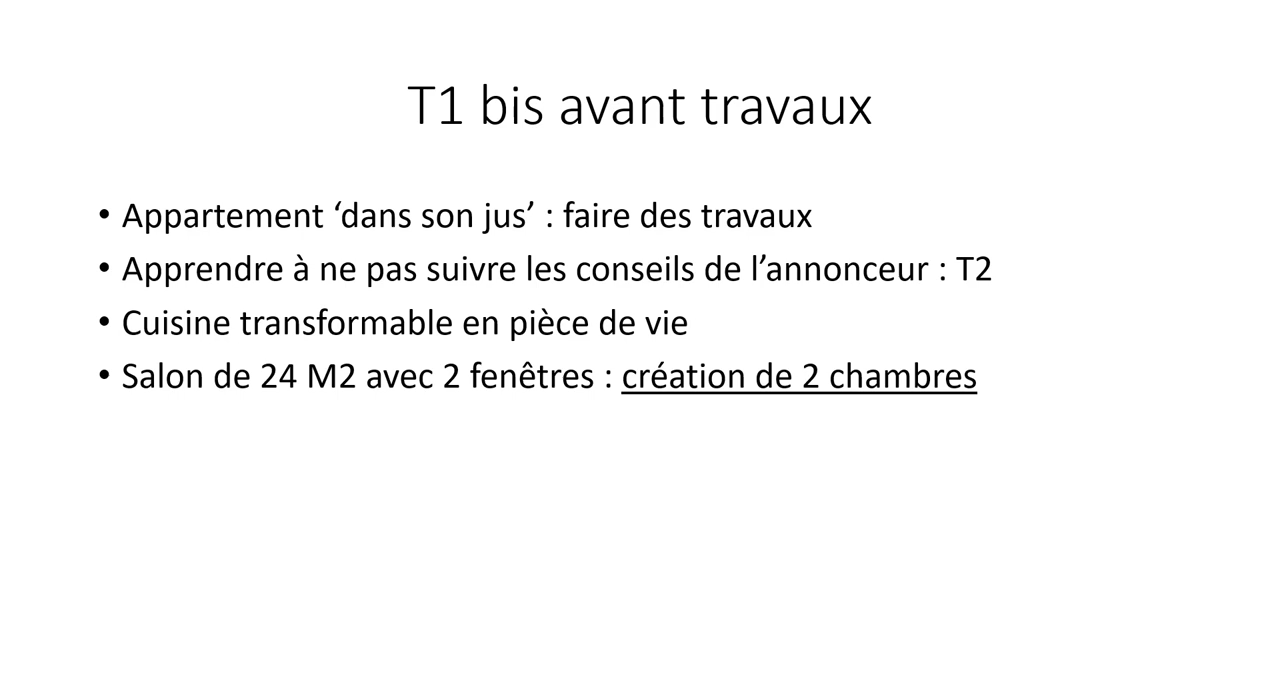 T1 bis avant travaux
• Appartement ‘dans son jus’ : faire des travaux
• Apprendre à ne pas suivre les conseils de l’annonceur : T2
• Cuisine transformable en pièce de vie
• Salon de 24 M2 avec 2 fenêtres : création de 2 chambres